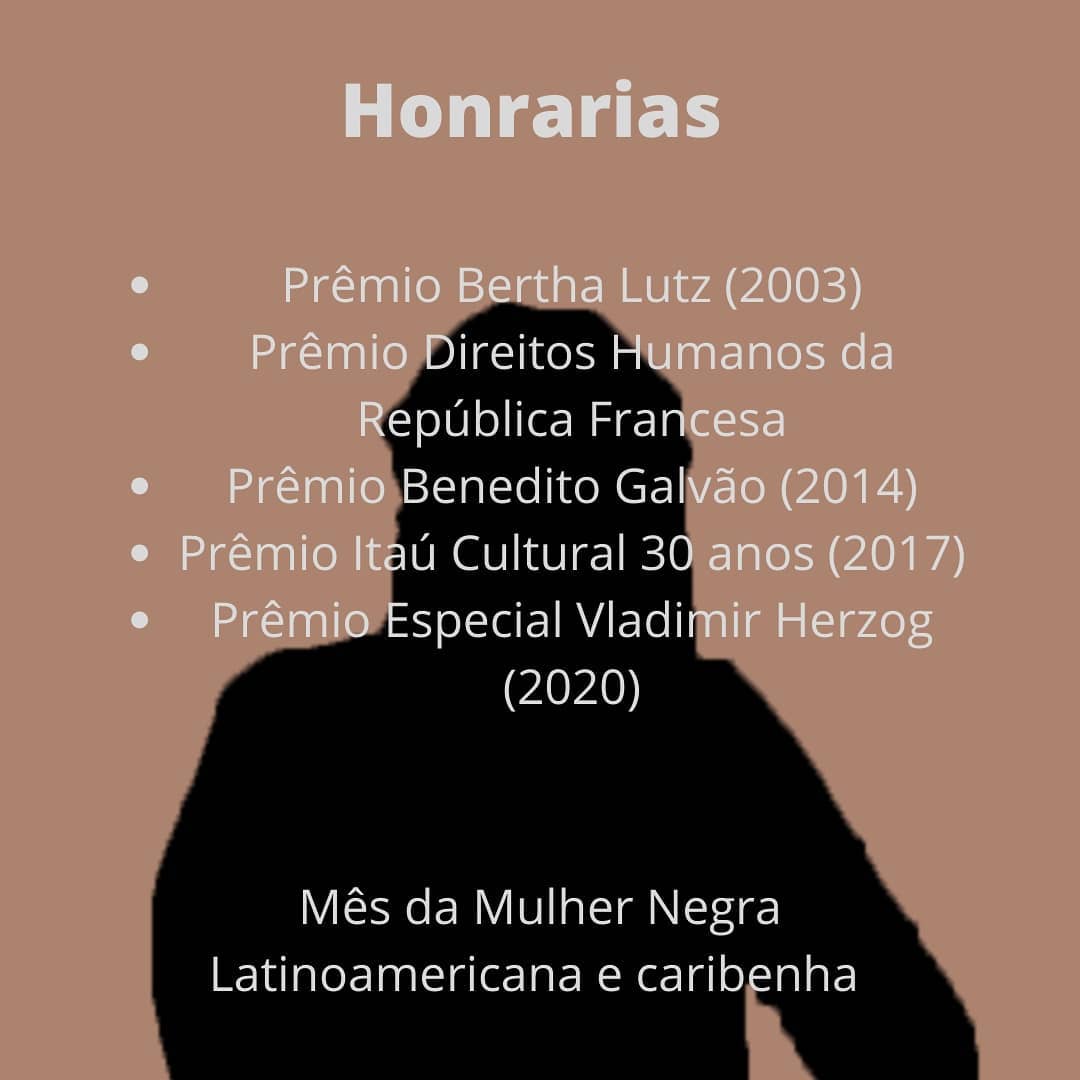 Honrarias
• Prêmio Bertha Lutz (2003)
• Prêmio Direitos Humanos da
República Francesa
• Prêmio Benedito Galvão (2014)
• Prêmio Itaú Cultural 30 anos (2017)
• Prêmio Especial Vladimir Herzog
(2020)
Mês da Mulher Negra
Latinoamericana e caribenha